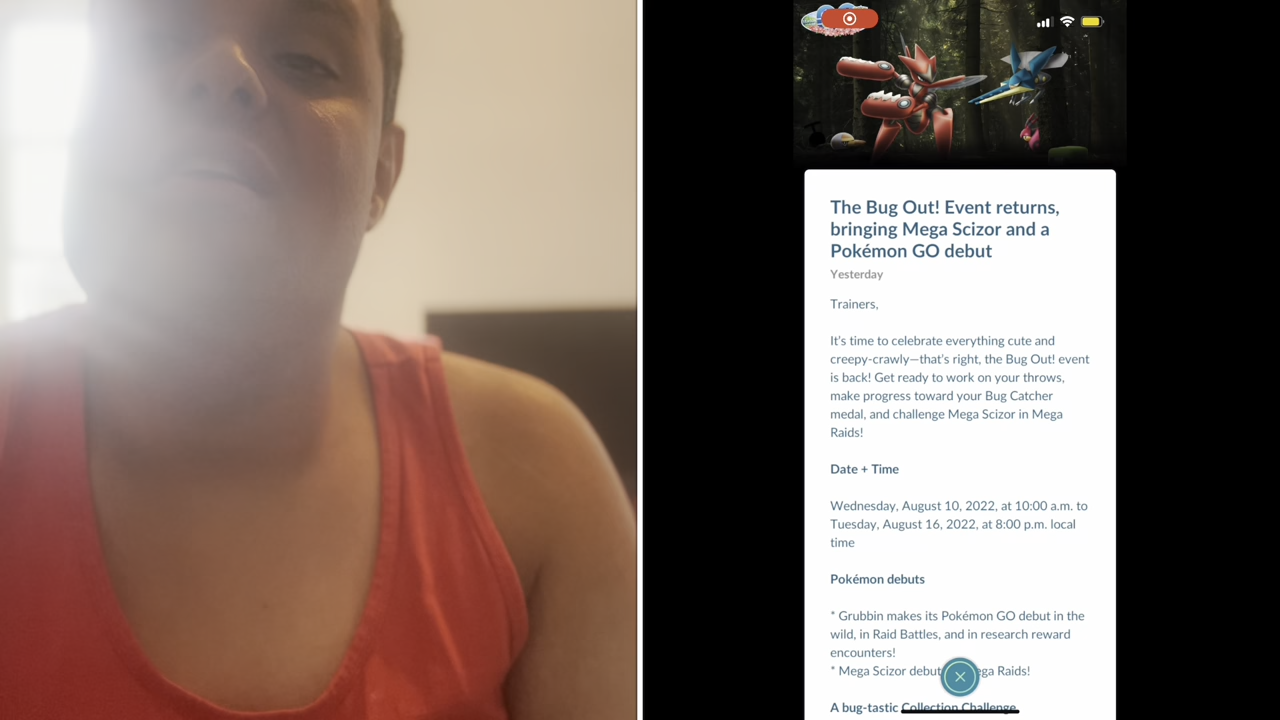 The Bug Out! Event returns,
bringing Mega Scizor and a
Pokémon GO debut
Yesterday
Trainers,
It's time to celebrate everything cute and
creepy-crawly—that's right, the Bug Out! event
is back! Get ready to work on your throws,
make progress toward your Bug Catcher
medal, and challenge Mega Scizor in Mega
Raids!
Date + Time
Wednesday, August 10, 2022, at 10:00 a.m. to
Tuesday, August 16, 2022, at 8:00 p.m. local
time
Pokémon debuts
* Grubbin makes its Pokémon GO debut in the
wild, in Raid Battles, and in research reward
encounters!
* Mega Scizor debut ega Raids!
A bug-tastic Collection Challenge